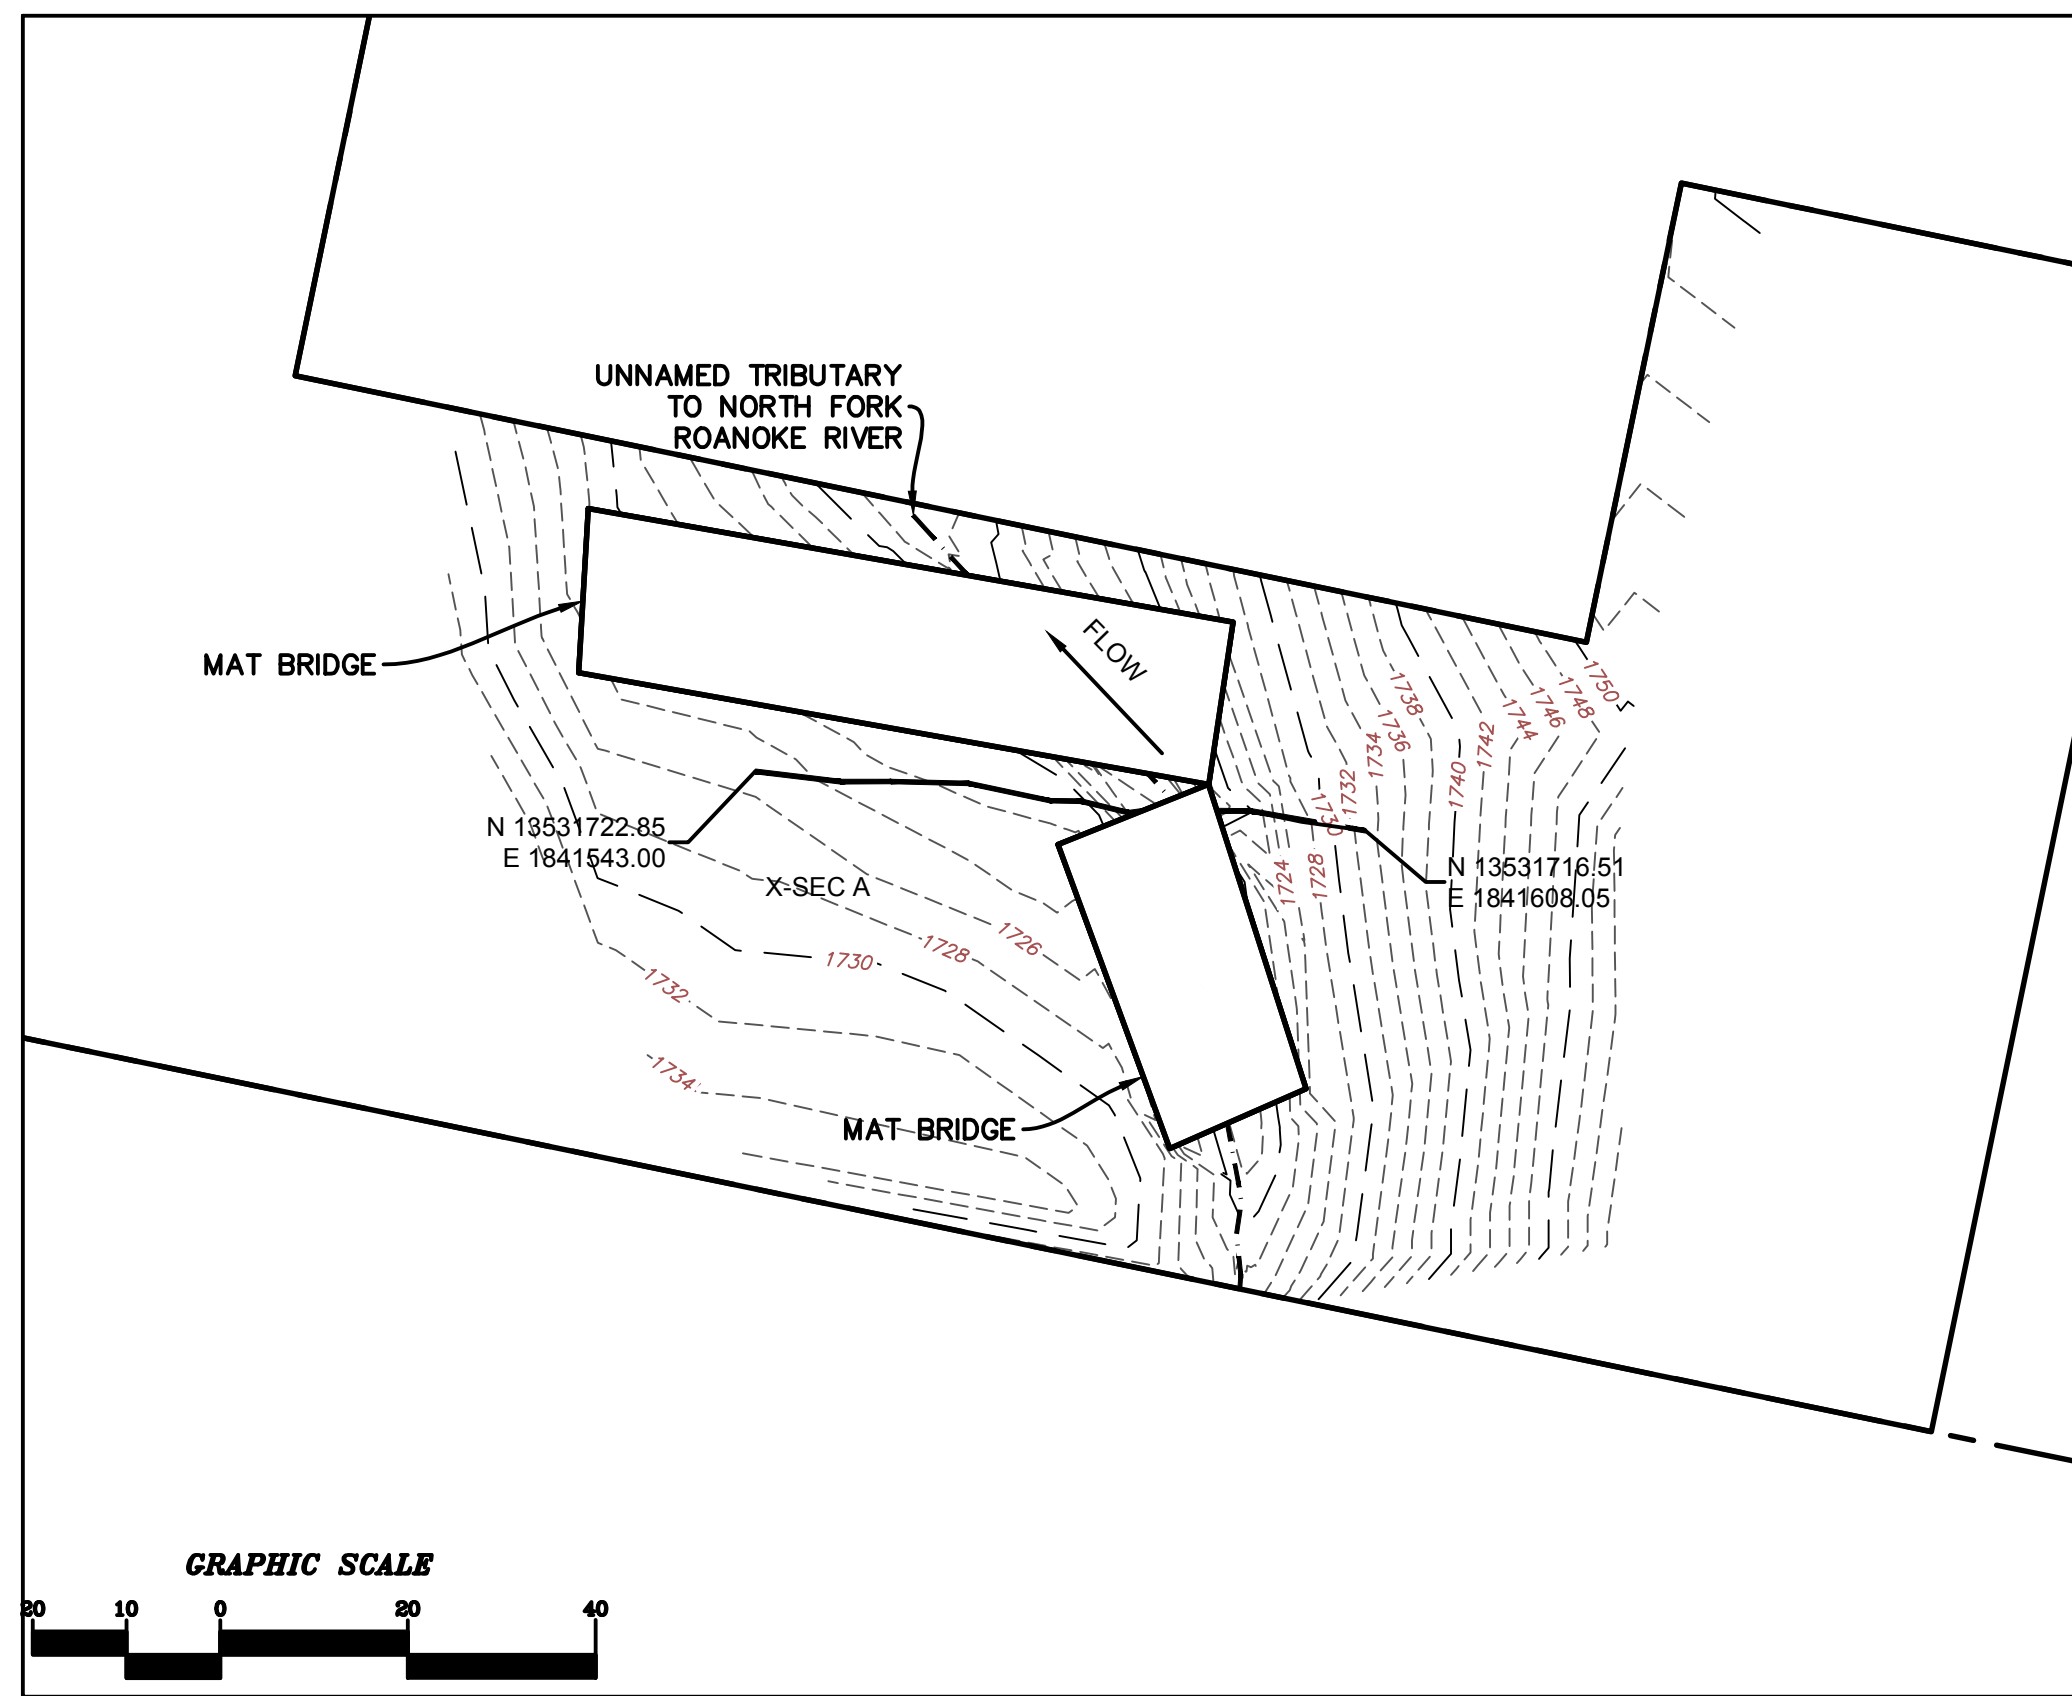 UNNAMED TRIBUTARY
TO NORTH FORK
ROANOKE RIVER
FLOW
MAT BRIDGE
1750
1748
1746
1744
1742
1740
1738
1736
1734
1732
1730
N 13531722.85
E 1841543.00
X-SEC A
1724
1728
N 13531716.51
E 1841608.05
1726
1728
1730
1732
1734
MAT BRIDGE
GRAPHIC SCALE
20 10 0 20 40